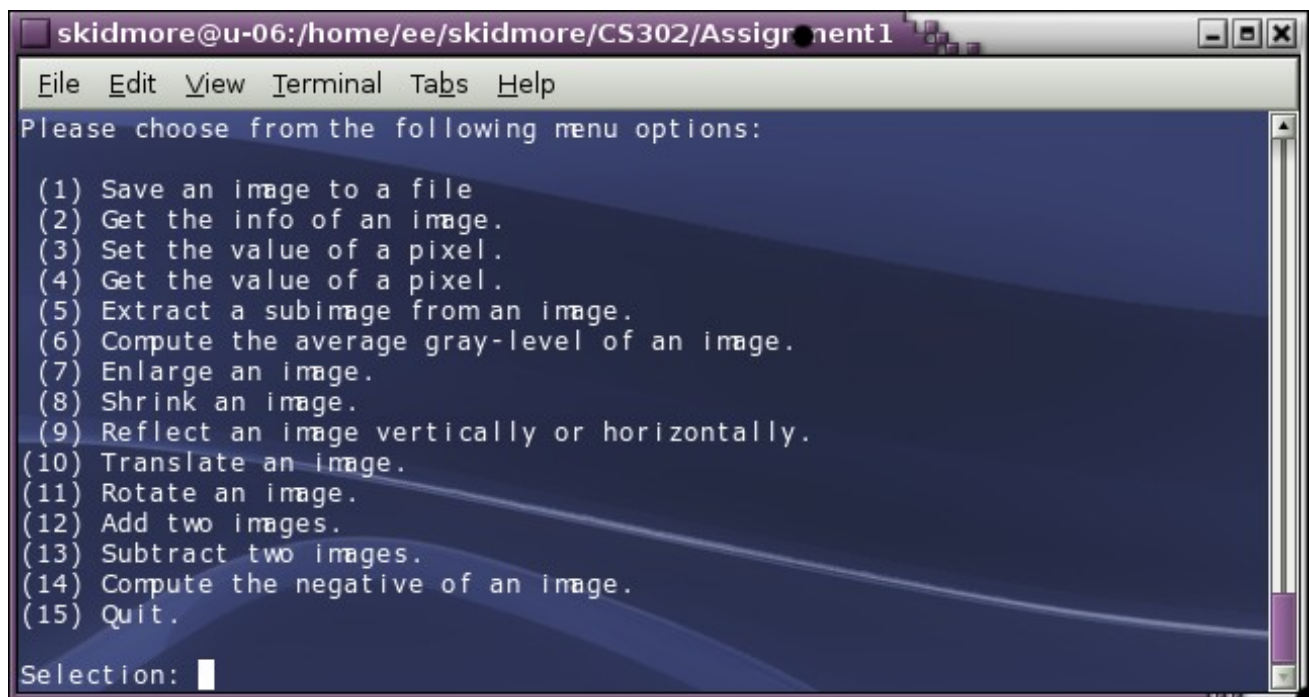 skidmore@u-06:/home/ee/skidmore/CS302/Assignment1
File Edit View Terminal Tabs Help
Please choose from the following menu options:
(1) Save an image to a file
(2) Get the info of an image.
(3) Set the value of a pixel.
(4) Get the value of a pixel.
(5) Extract a subimage from an image.
(6) Compute the average gray-level of an image.
(7) Enlarge an image.
(8) Shrink an image.
(9) Reflect an image vertically or horizontally.
(10) Translate an image.
(11) Rotate an image.
(12) Add two images.
(13) Subtract two images.
(14) Compute the negative of an image.
(15) Quit.
Selection: